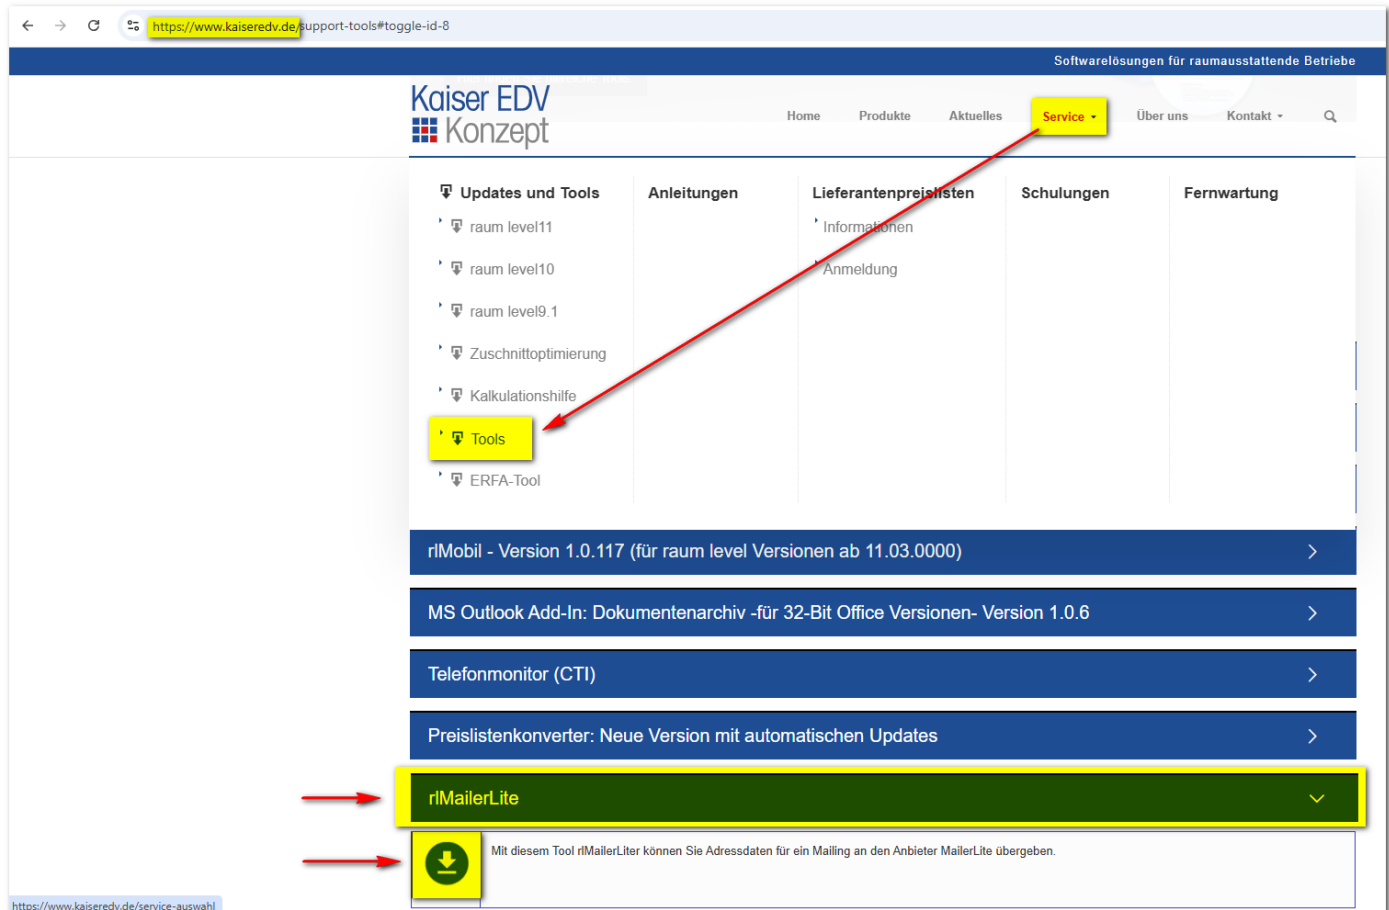 https://www.kaiseredv.de/support-tools#toggle-id-8
Softwarelösungen für raumausstattende Betriebe
Kaiser EDV
Konzept
Home Produkte Aktuelles Service Über uns Kontakt
Updates und Tools Anleitungen Lieferantenpreislisten Schulungen Fernwartung
raum level11 Informationen
raum level10 Anmeldung
raum level9.1
Zuschnittoptimierung
Kalkulationshilfe
Tools
ERFA-Tool
rlMobil - Version 1.0.117 (für raum level Versionen ab 11.03.0000)
MS Outlook Add-In: Dokumentenarchiv -für 32-Bit Office Versionen- Version 1.0.6
Telefonmonitor (CTI)
Preislistenkonverter: Neue Version mit automatischen Updates
rlMailerLite
Mit diesem Tool rlMailerLiter können Sie Adressdaten für ein Mailing an den Anbieter MailerLite übergeben.
https://www.kaiseredv.de/service-auswahl